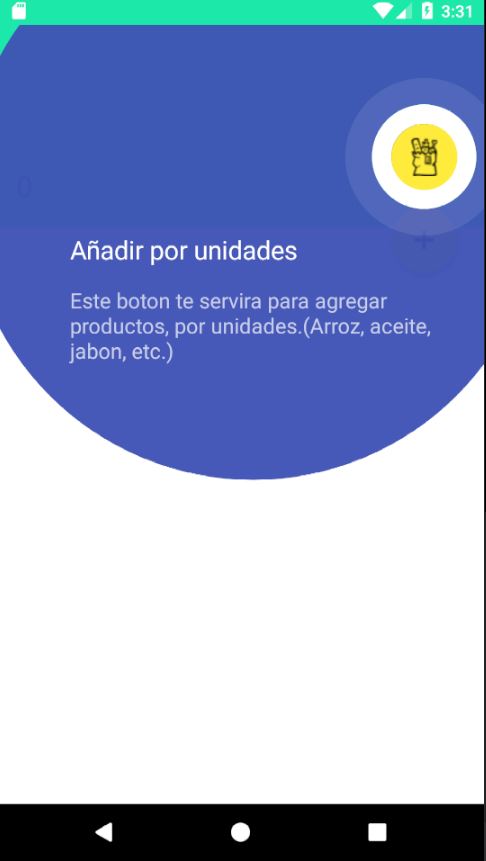 3:31
0
+
Añadir por unidades
Este boton te servira para agregar
productos, por unidades.(Arroz, aceite,
jabon, etc.)